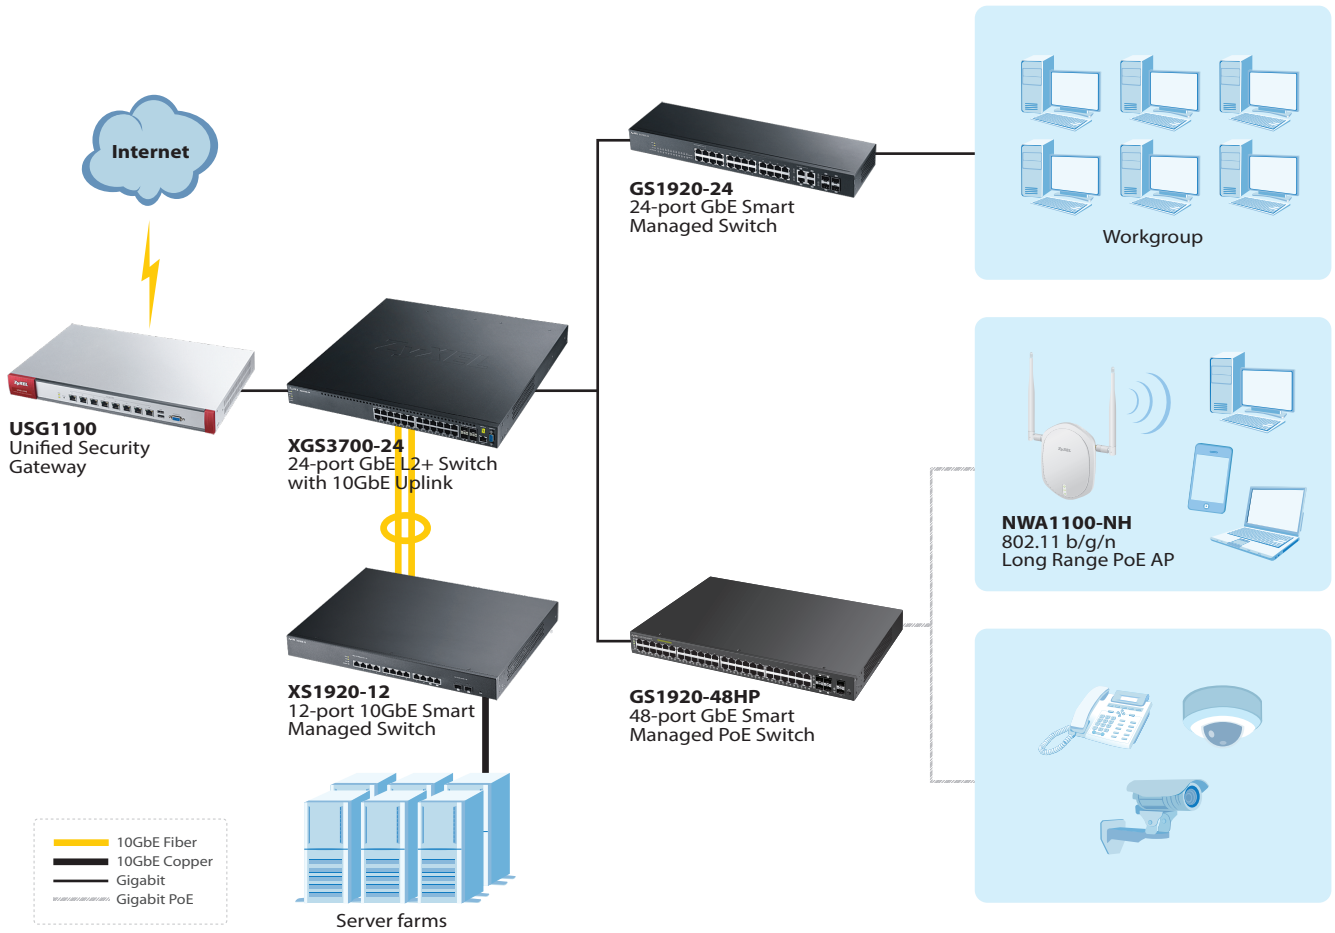 Internet
USG1100
Unified Security
Gateway
ZyXEL
XGS3700-24
24-port GbE L2+ Switch
with 10GbE Uplink
XS1920-12
12-port 10GbE Smart
Managed Switch
Server farms
GS1920-24
24-port GbE Smart
Managed Switch
GS1920-48HP
48-port GbE Smart
Managed PoE Switch
Workgroup
ZyXEL
NWA1100-NH
802.11 b/g/n
Long Range PoE AP
10GbE Fiber
10GbE Copper
Gigabit
Gigabit PoE